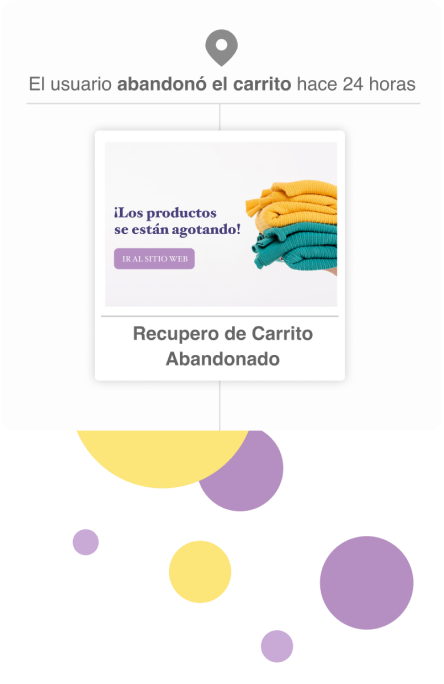 El usuario abandonó el carrito hace 24 horas
¡Los productos
se están agotando!
IR AL SITIO WEB
Recupero de Carrito
Abandonado